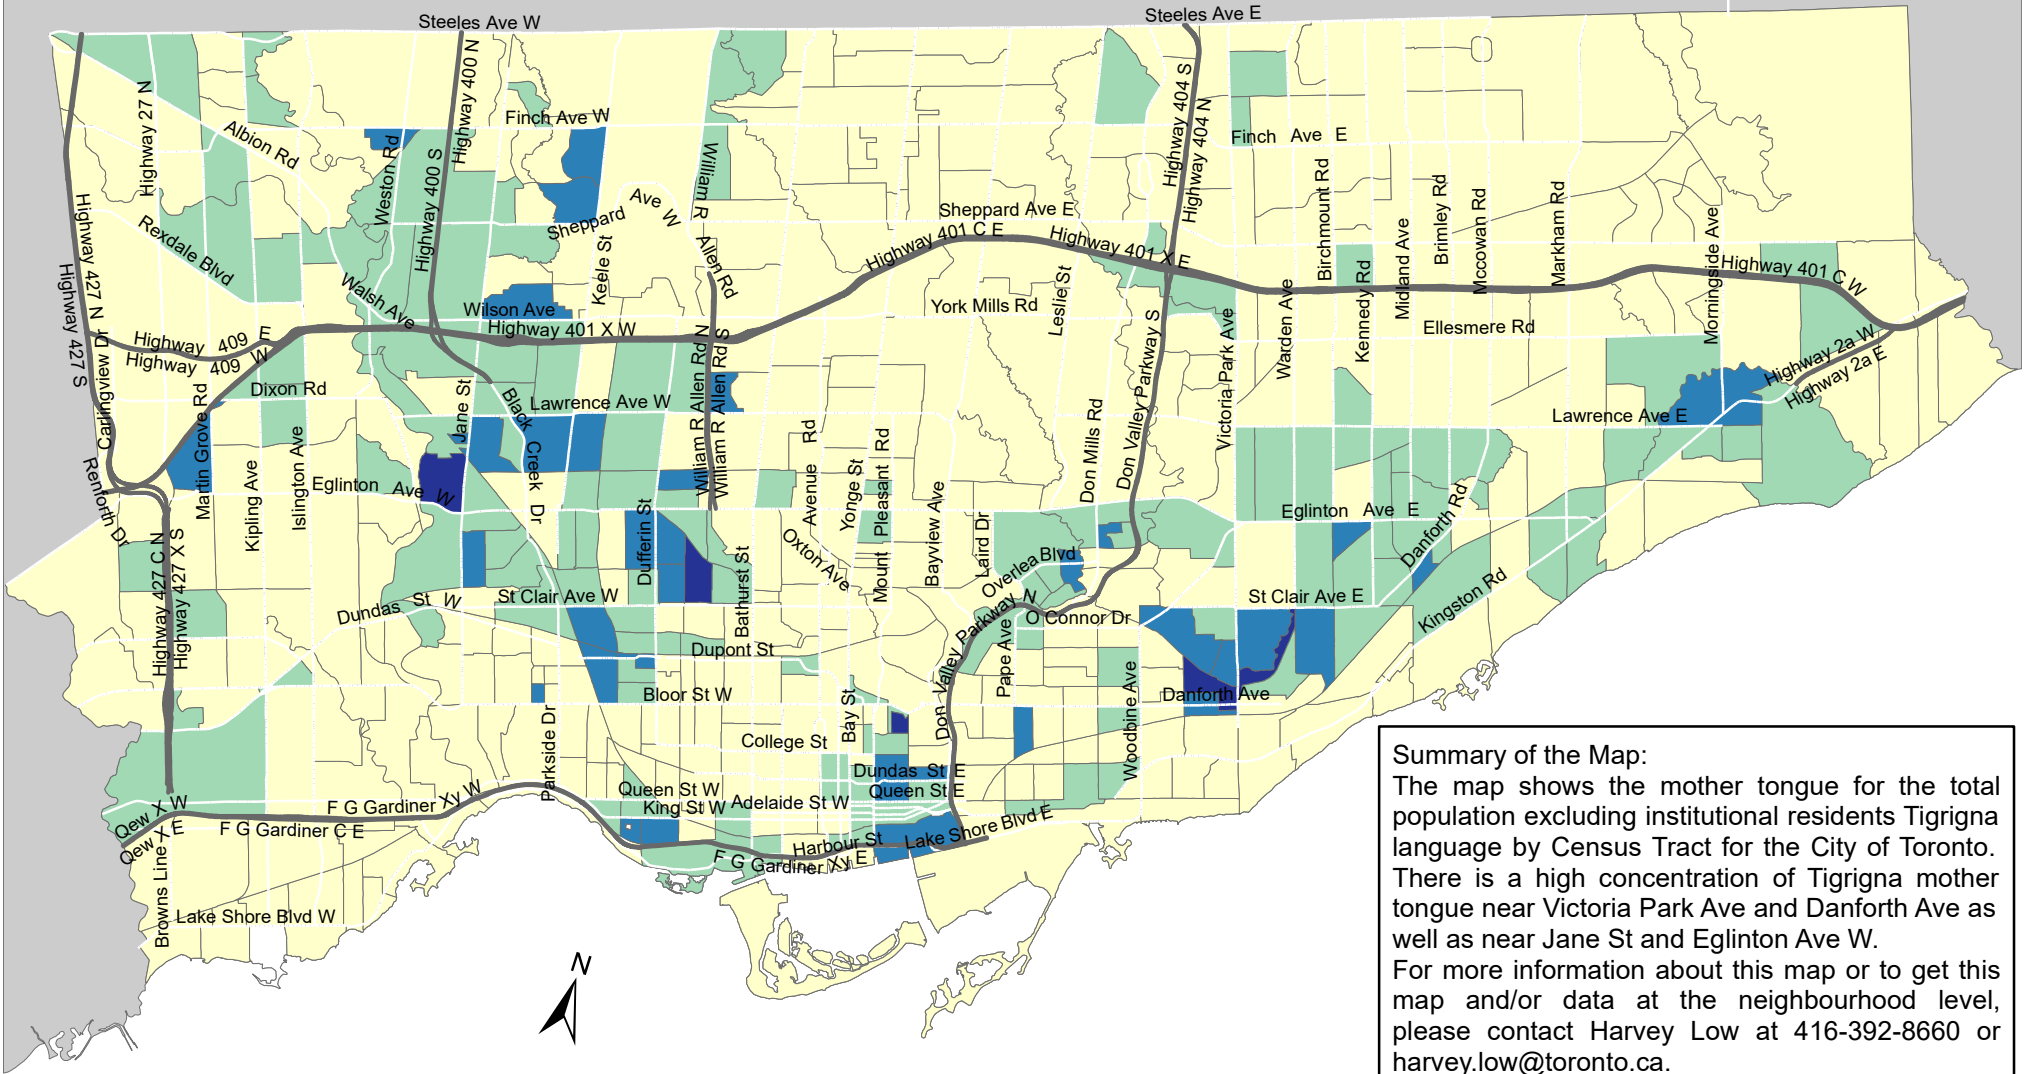 Steeles Ave W
Steeles Ave E
Highway 27 N
Albion Rd
Weston Rd
Highway 400 N
Highway 400 S
Finch Ave W
William R Allen Rd
Highway 404 S
Highway 404 N
Finch Ave E
Rexdale Blvd
Sheppard Ave W
Keele St
Sheppard Ave E
Highway 401 C E
Highway 401 X E
Birchmount Rd
Kennedy Rd
Midland Ave
Brimley Rd
Mccowan Rd
Markham Rd
Morningside Ave
Highway 401 C W
Highway 427 N
Highway 427 S
Walsh Ave
Wilson Ave
Highway 401 X W
York Mills Rd
Leslie St
Ellesmere Rd
Highway 409 E
Highway 409 W
Carlingview Dr
Martin Grove Rd
Dixon Rd
Jane St
Black Creek Dr
Lawrence Ave W
William R Allen Rd N
William R Allen Rd S
Don Mills Rd
Don Valley Parkway S
Victoria Park Ave
Warden Ave
Highway 2a W
Highway 2a E
Lawrence Ave E
Renforth Dr
Kipling Ave
Islington Ave
Eglinton Ave W
Dufferin St
Bathurst St
Avenue Rd
Oxton Ave
Yonge St
Mount Pleasant Rd
Bayview Ave
Laird Dr
Overlea Blvd
Eglinton Ave E
Danforth Rd
Highway 427 C N
Highway 427 X S
Dundas St W
St Clair Ave W
Don Valley Parkway N
O Connor Dr
St Clair Ave E
Kingston Rd
Dupont St
Bloor St W
Pape Ave
Woodbine Ave
Danforth Ave
Parkside Dr
College St
Bay St
Dundas St E
Queen St W
Queen St E
King St W
Adelaide St W
Qew X W
Qew X E
F G Gardiner Xy W
F G Gardiner C E
Harbour St
Lake Shore Blvd E
F G Gardiner Xy E
Browns Line
Lake Shore Blvd W
N
Summary of the Map:
The map shows the mother tongue for the total
population excluding institutional residents Tigrigna
language by Census Tract for the City of Toronto.
There is a high concentration of Tigrigna mother
tongue near Victoria Park Ave and Danforth Ave as
well as near Jane St and Eglinton Ave W.
For more information about this map or to get this
map and/or data at the neighbourhood level,
please contact Harvey Low at 416-392-8660 or
harvey.low@toronto.ca.